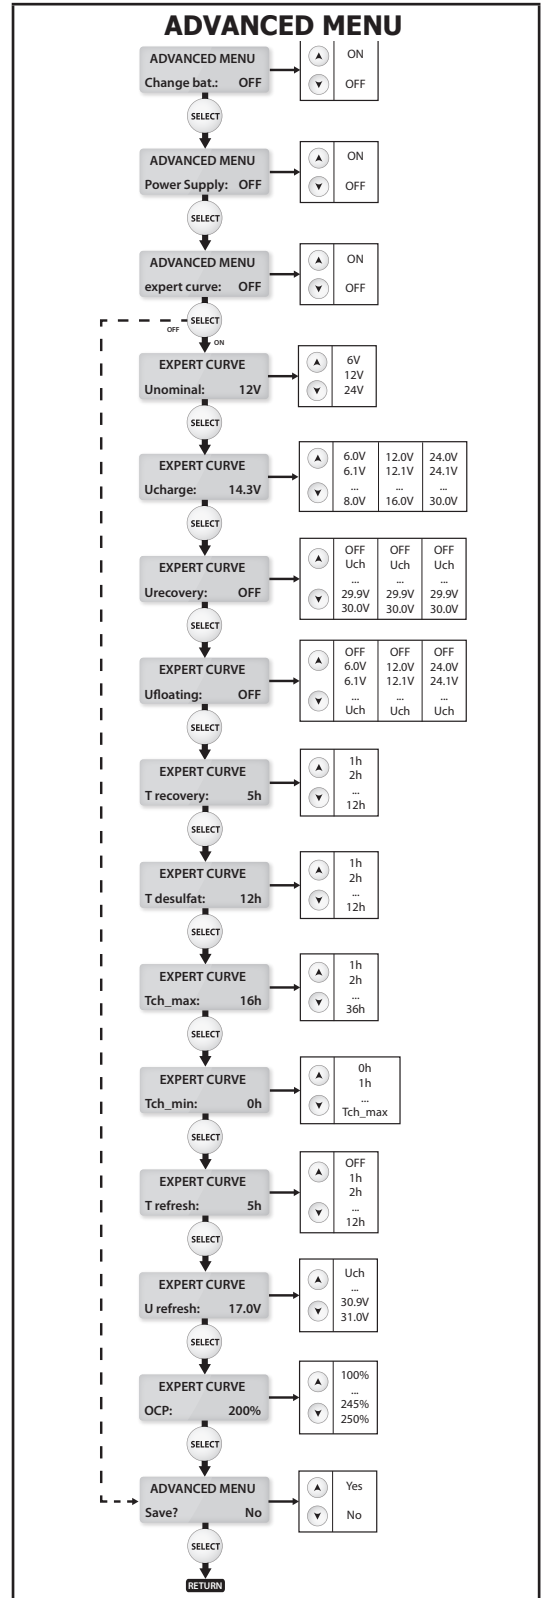 ADVANCED MENU
ADVANCED MENU
Change bat.: OFF
ON
OFF
SELECT
ADVANCED MENU
Power Supply: OFF
ON
OFF
SELECT
ADVANCED MENU
expert curve: OFF
ON
OFF
SELECT
OFF
ON
EXPERT CURVE
Unominal: 12V
6V
12V
24V
SELECT
EXPERT CURVE
Ucharge: 14.3V
6.0V 12.0V 24.0V
6.1V 12.1V 24.1V
... ... ...
8.0V 16.0V 30.0V
SELECT
EXPERT CURVE
Urecovery: OFF
OFF OFF OFF
Uch Uch Uch
... ... ...
29.9V 29.9V 29.9V
30.0V 30.0V 30.0V
SELECT
EXPERT CURVE
Ufloating: OFF
OFF OFF OFF
6.0V 12.0V 24.0V
6.1V 12.1V 24.1V
... ... ...
Uch Uch Uch
SELECT
EXPERT CURVE
T recovery: 5h
1h
2h
...
12h
SELECT
EXPERT CURVE
T desulfat: 12h
1h
2h
...
12h
SELECT
EXPERT CURVE
Tch_max: 16h
1h
2h
...
36h
SELECT
EXPERT CURVE
Tch_min: 0h
0h
1h
...
Tch_max
SELECT
EXPERT CURVE
T refresh: 5h
OFF
1h
2h
...
12h
SELECT
EXPERT CURVE
U refresh: 17.0V
Uch
...
30.9V
31.0V
SELECT
EXPERT CURVE
OCP: 200%
100%
...
245%
250%
SELECT
ADVANCED MENU
Save? No
Yes
No
SELECT
RETURN